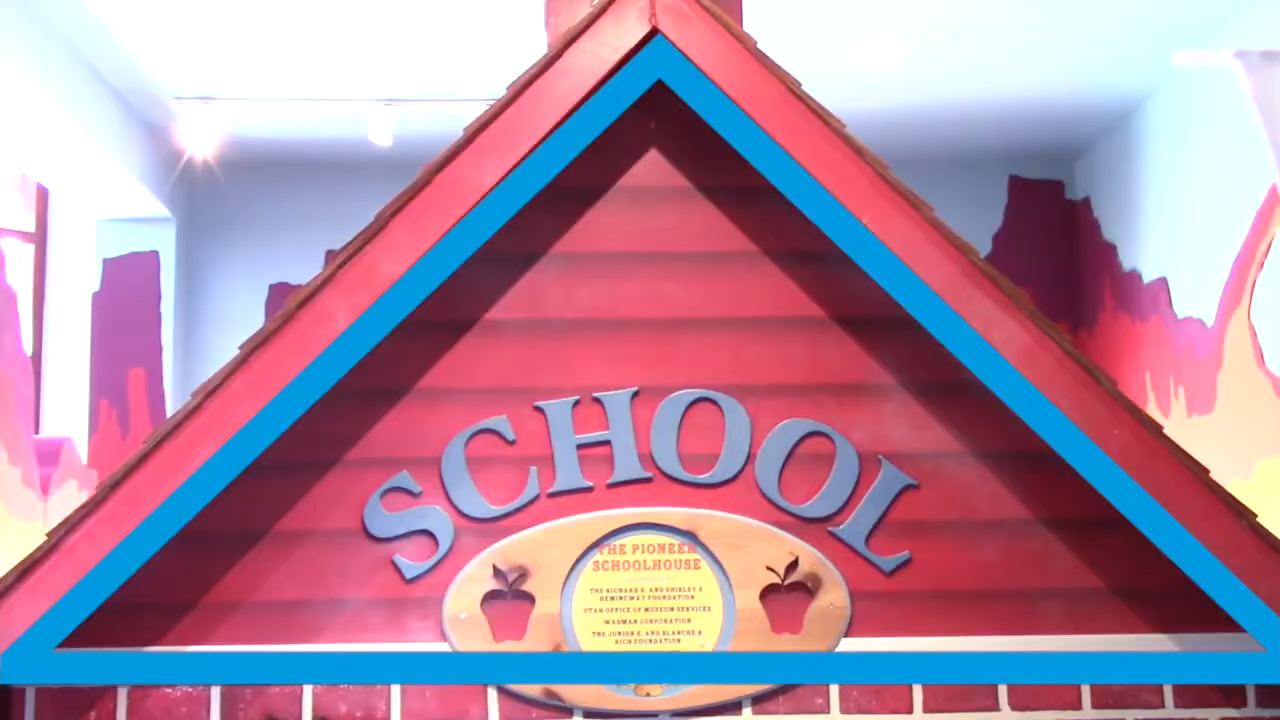 SCHOOL
THE PIONEER
SCHOOLHOUSE
THE RICHARD K. AND SHIRLEY S
HEMINGWAY FOUNDATION
UTAH OFFICE OF MUSEUM SERVICES
WADMAN CORPORATION
THE JUNIOR E. AND BLANCHE B
RICH FOUNDATION